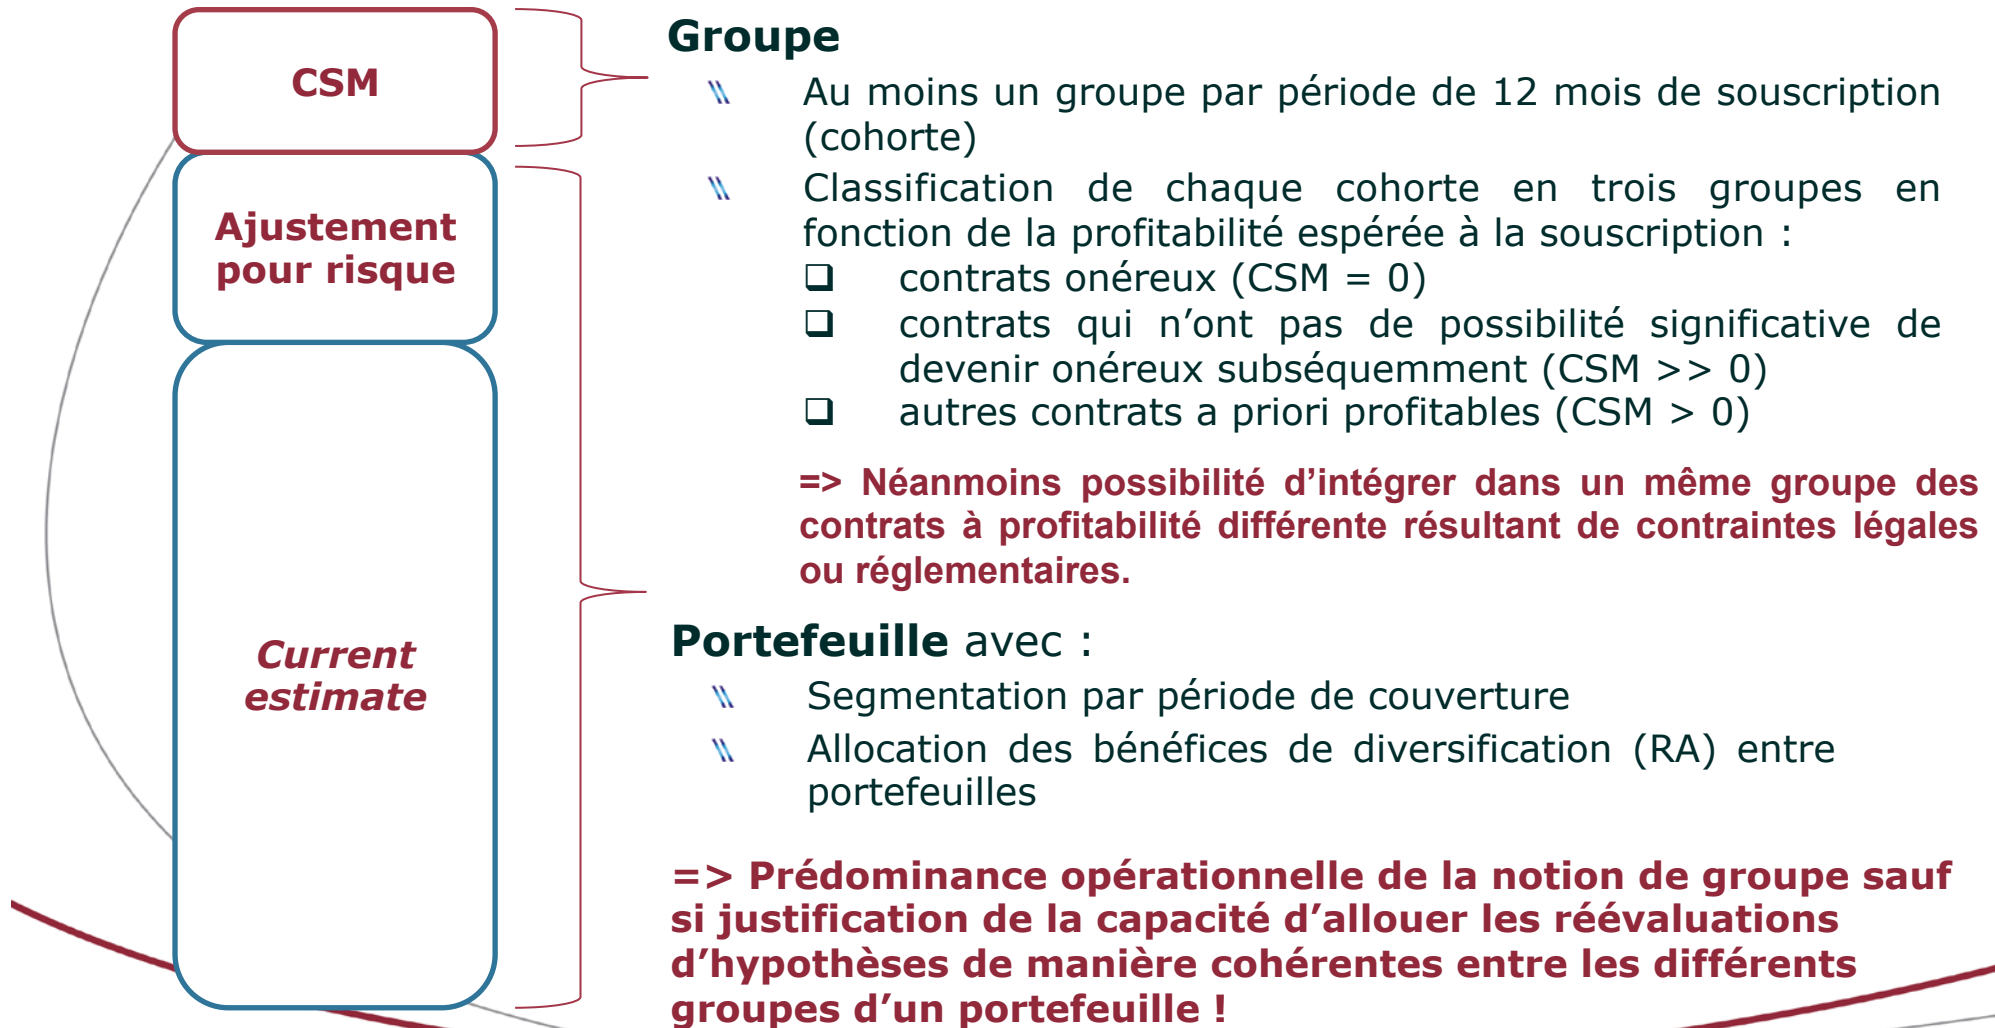 CSM
Ajustement
pour risque
Current
estimate
Groupe
Au moins un groupe par période de 12 mois de souscription
(cohorte)
Classification de chaque cohorte en trois groupes en
fonction de la profitabilité espérée à la souscription :
❑ contrats onéreux (CSM = 0)
❑ contrats qui n’ont pas de possibilité significative de
devenir onéreux subséquemment (CSM >> 0)
❑ autres contrats a priori profitables (CSM > 0)
=> Néanmoins possibilité d’intégrer dans un même groupe des
contrats à profitabilité différente résultant de contraintes légales
ou réglementaires.
Portefeuille avec :
Segmentation par période de couverture
Allocation des bénéfices de diversification (RA) entre
portefeuilles
=> Prédominance opérationnelle de la notion de groupe sauf
si justification de la capacité d’allouer les réévaluations
d’hypothèses de manière cohérentes entre les différents
groupes d’un portefeuille !